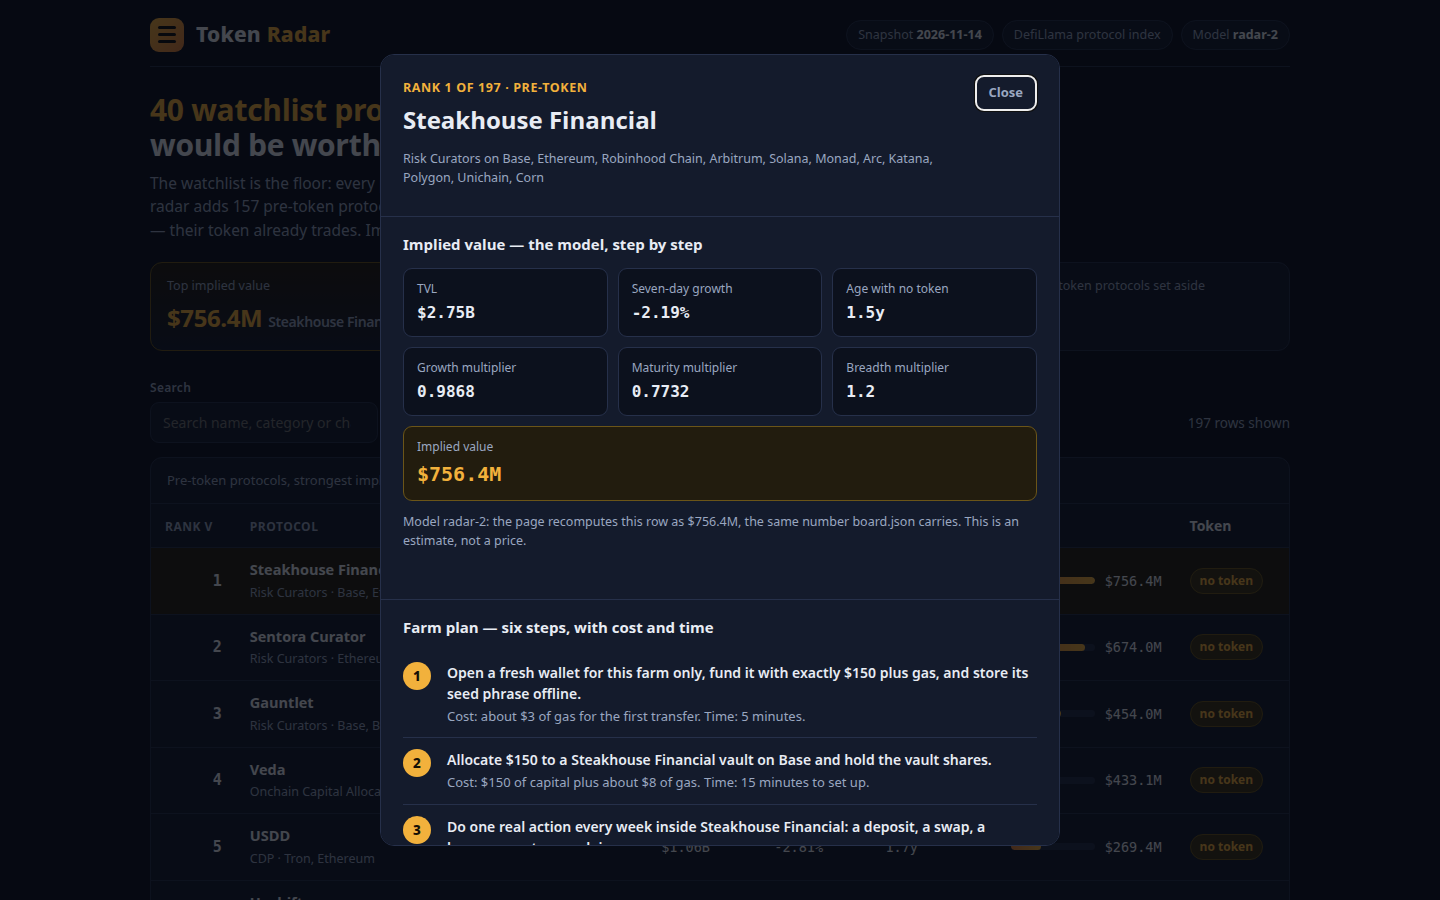 Token Radar
Snapshot 2026-11-14
DefiLlama protocol index
Model radar-2
40 watchlist pro
would be worth
The watchlist is the floor: every
radar adds 157 pre-token proto
— their token already trades. Im
Top implied value
$756.4M Steakhouse Finan
token protocols set aside
Search
Search name, category or ch
197 rows shown
Pre-token protocols, strongest imp
RANK V
PROTOCOL
Token
1
Steakhouse Financ
Risk Curators · Base, E
$756.4M
no token
2
Sentora Curator
Risk Curators · Ethereu
$674.0M
no token
3
Gauntlet
Risk Curators · Base, B
$454.0M
no token
4
Veda
Onchain Capital Alloca
$433.1M
no token
5
USDD
CDP · Tron, Ethereum
$1.06B
-2.81%
1.7y
$269.4M
no token
RANK 1 OF 197 · PRE-TOKEN
Close
Steakhouse Financial
Risk Curators on Base, Ethereum, Robinhood Chain, Arbitrum, Solana, Monad, Arc, Katana,
Polygon, Unichain, Corn
Implied value — the model, step by step
TVL
$2.75B
Seven-day growth
-2.19%
Age with no token
1.5y
Growth multiplier
0.9868
Maturity multiplier
0.7732
Breadth multiplier
1.2
Implied value
$756.4M
Model radar-2: the page recomputes this row as $756.4M, the same number board.json carries. This is an
estimate, not a price.
Farm plan — six steps, with cost and time
1
Open a fresh wallet for this farm only, fund it with exactly $150 plus gas, and store its
seed phrase offline.
Cost: about $3 of gas for the first transfer. Time: 5 minutes.
2
Allocate $150 to a Steakhouse Financial vault on Base and hold the vault shares.
Cost: $150 of capital plus about $8 of gas. Time: 15 minutes to set up.
3
Do one real action every week inside Steakhouse Financial: a deposit, a swap, a